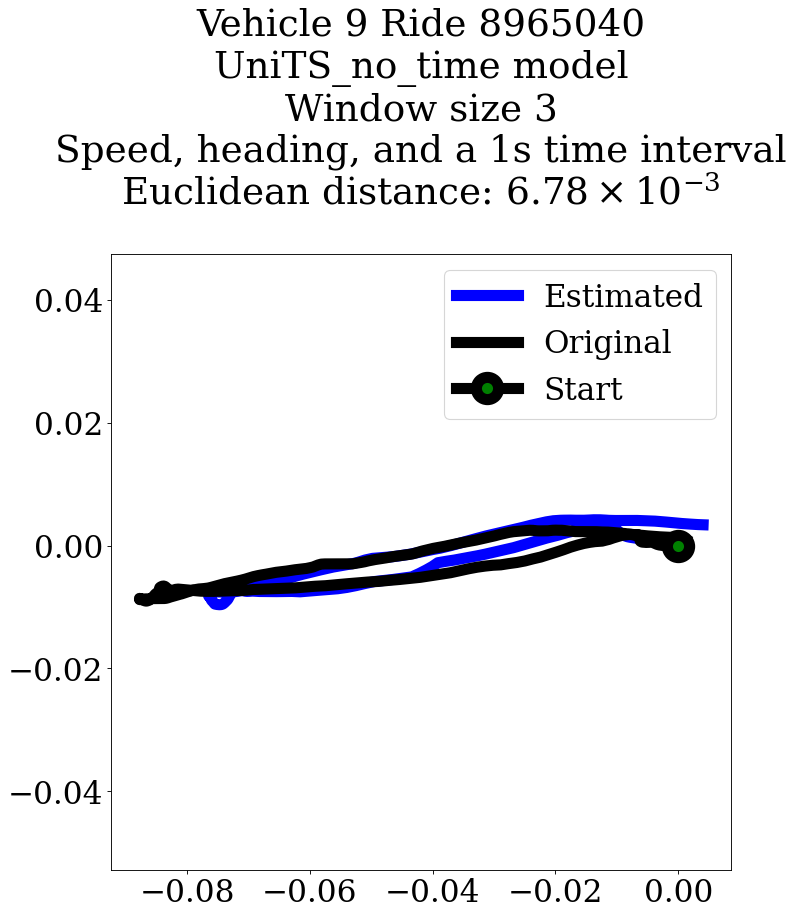 Vehicle 9 Ride 8965040
UniTS_no_time model
Window size 3
Speed, heading, and a 1s time interval
Euclidean distance: 6.78 × 10⁻³
Estimated
Original
Start
0.04
0.02
0.00
−0.02
−0.04
−0.08 −0.06 −0.04 −0.02 0.00